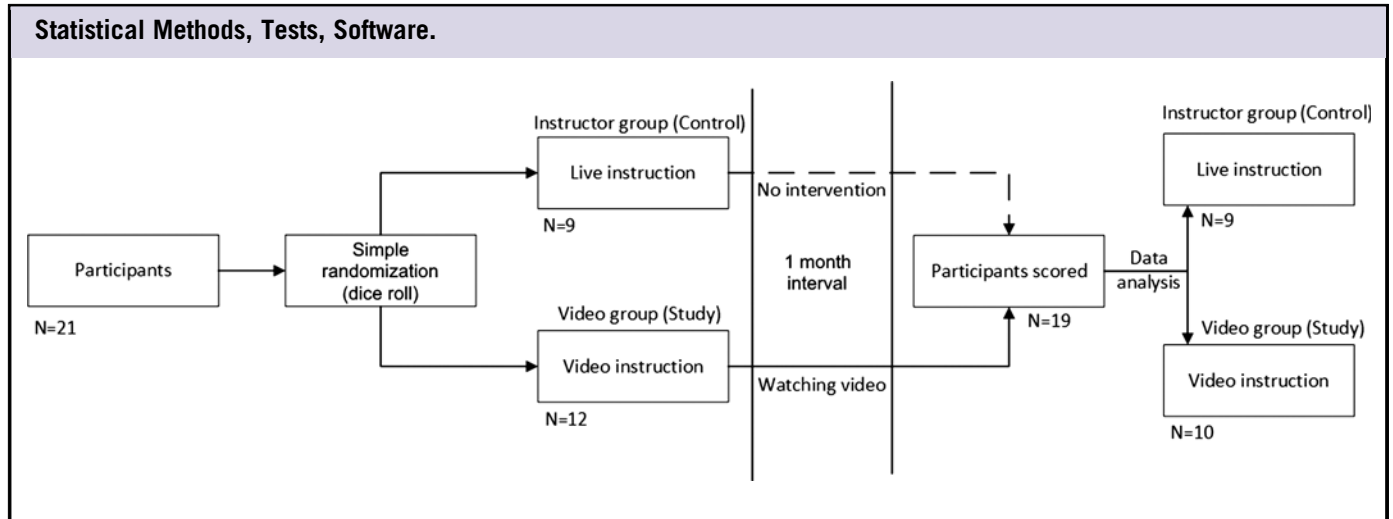 Statistical Methods, Tests, Software.
Participants
N=21
Simple
randomization
(dice roll)
Instructor group (Control)
Live instruction
N=9
Video group (Study)
Video instruction
N=12
No intervention
1 month
interval
Watching video
Participants scored
N=19
Data
analysis
Instructor group (Control)
Live instruction
N=9
Video group (Study)
Video instruction
N=10